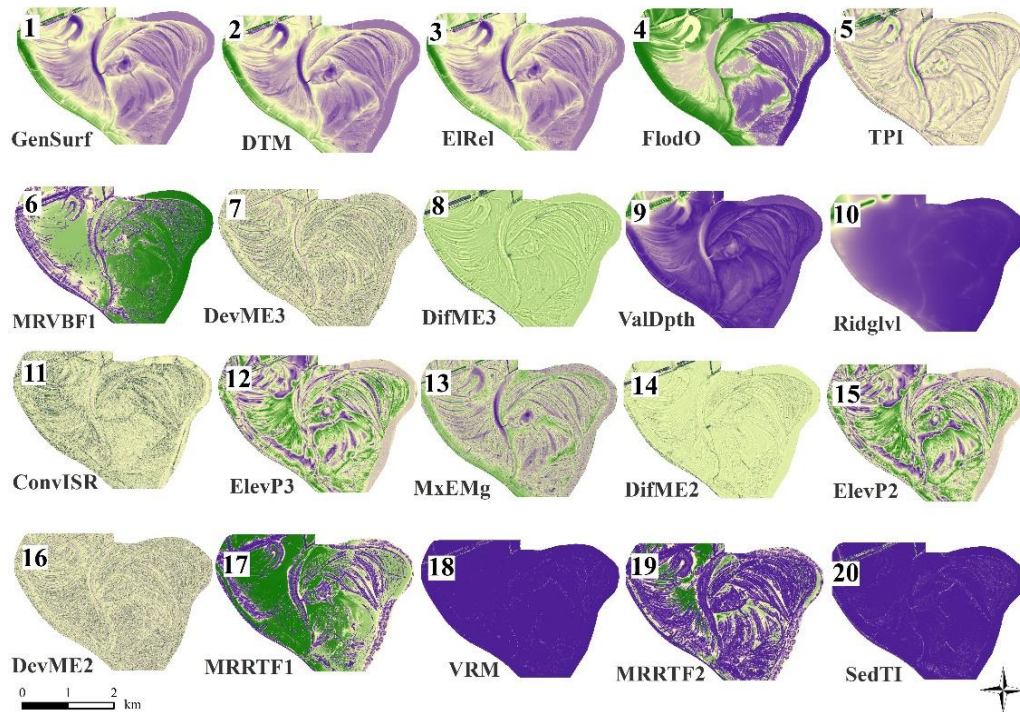 1 2 3 4 5
GenSurf DTM ElRel FlodO TPI
6 7 8 9 10
MRVBF1 DevME3 DifME3 ValDpth Ridglvl
11 12 13 14 15
ConvISR ElevP3 MxEMg DifME2 ElevP2
16 17 18 19 20
DevME2 MRRTF1 VRM MRRTF2 SedTI
0 1 2
km